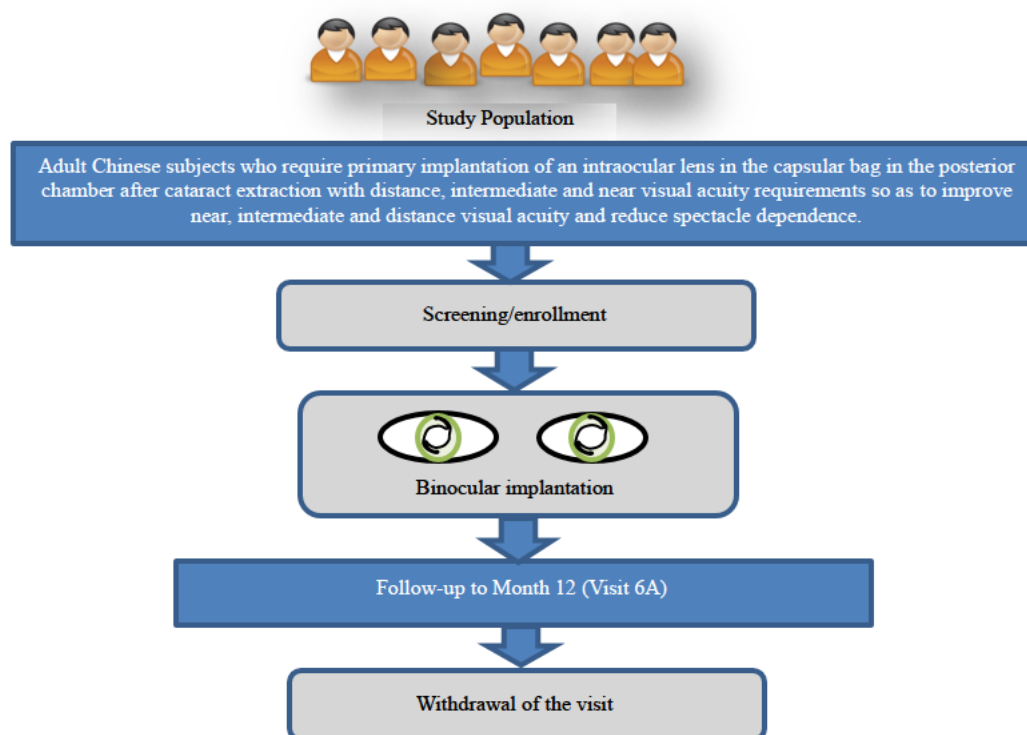 Study Population
Adult Chinese subjects who require primary implantation of an intraocular lens in the capsular bag in the posterior
chamber after cataract extraction with distance, intermediate and near visual acuity requirements so as to improve
near, intermediate and distance visual acuity and reduce spectacle dependence.
Screening/enrollment
Binocular implantation
Follow-up to Month 12 (Visit 6A)
Withdrawal of the visit